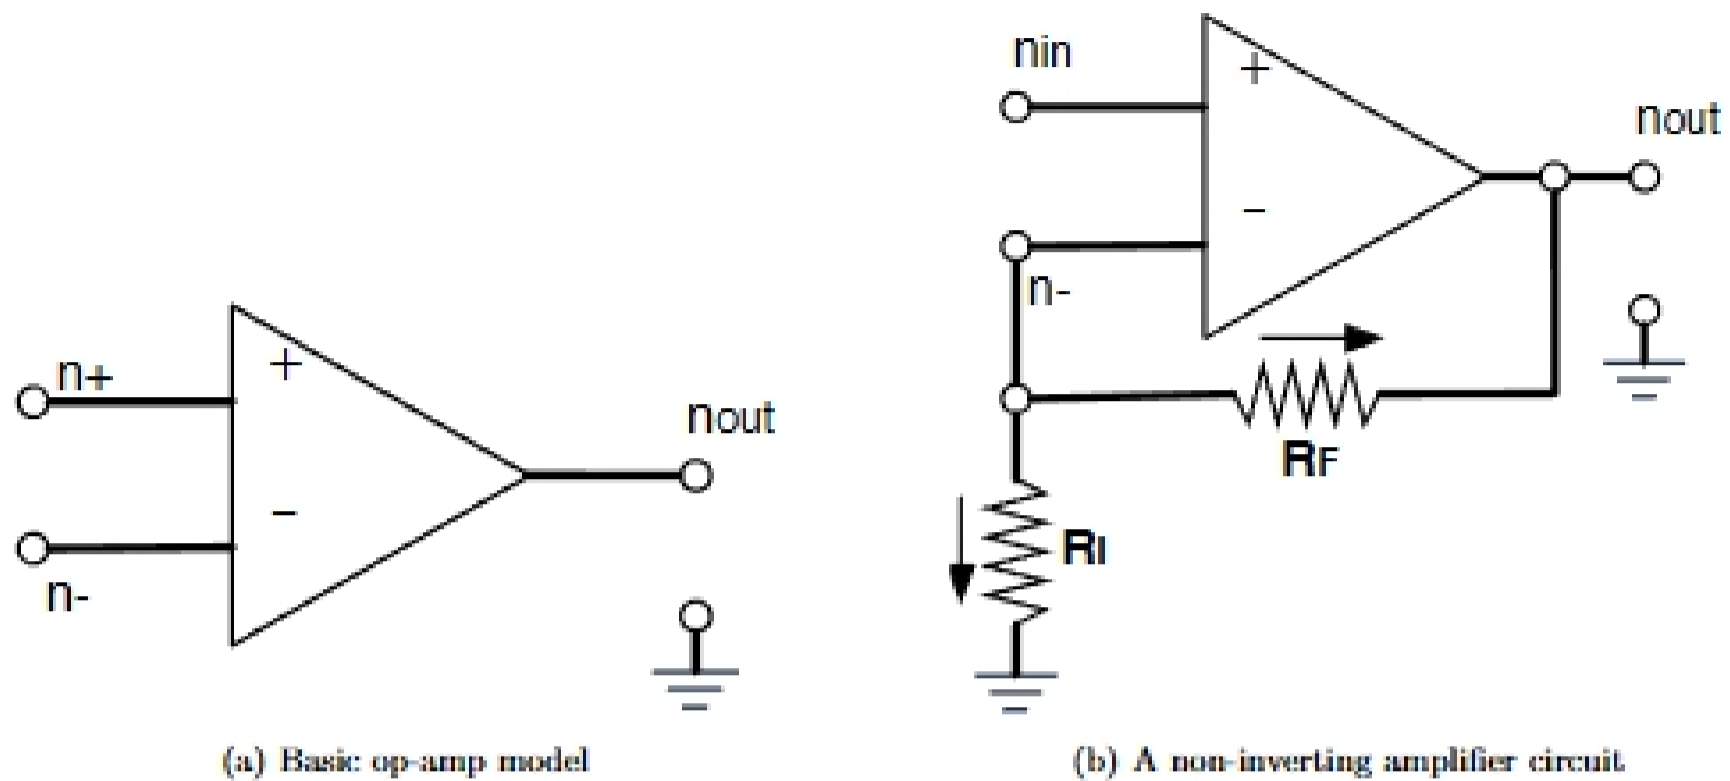 n+
+
nout
−
n-
(a) Basic op-amp model
nin
+
nout
−
n-
RF
RI
(b) A non-inverting amplifier circuit